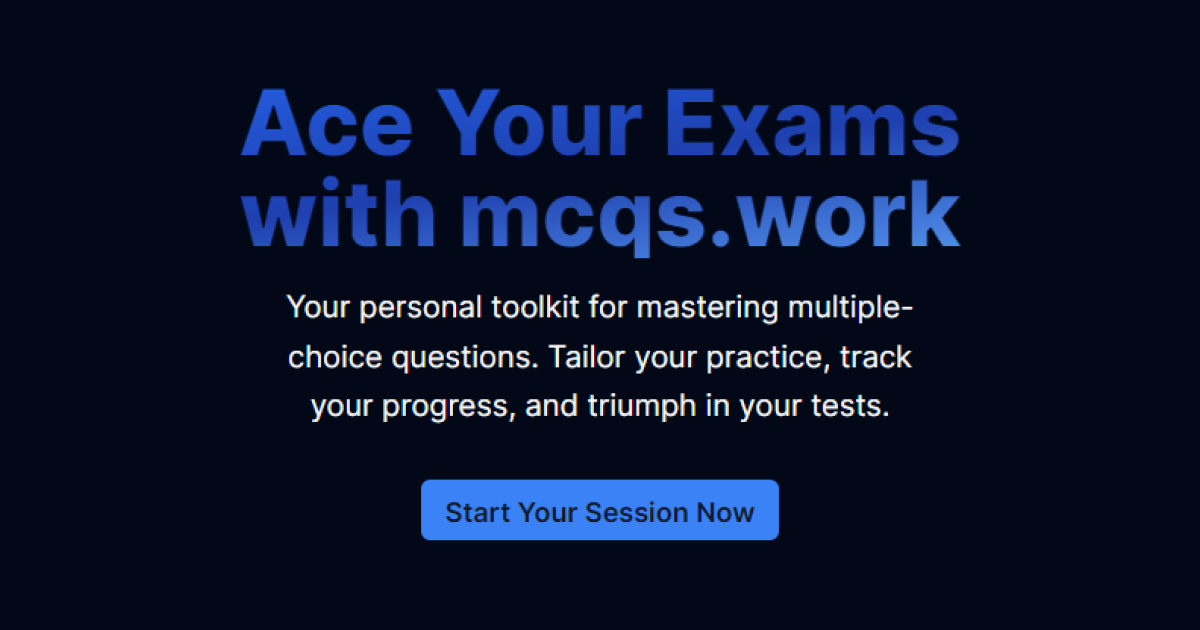 Ace Your Exams
with mcqs.work
Your personal toolkit for mastering multiple-
choice questions. Tailor your practice, track
your progress, and triumph in your tests.
Start Your Session Now